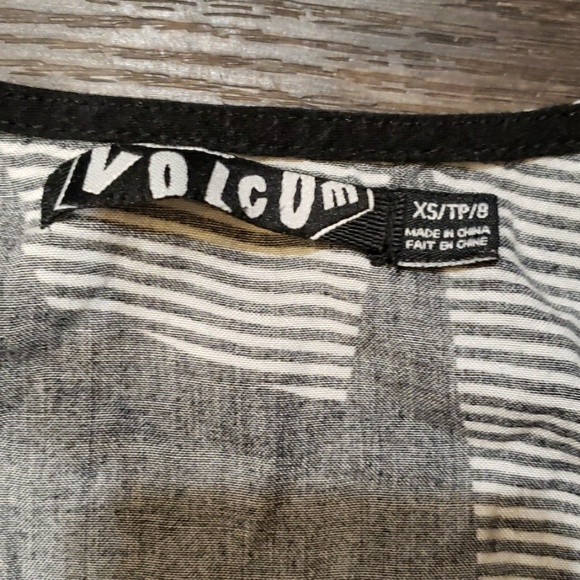 VOLCOm
XS/TP/8
MADE IN CHINA
FAIT EN CHINE